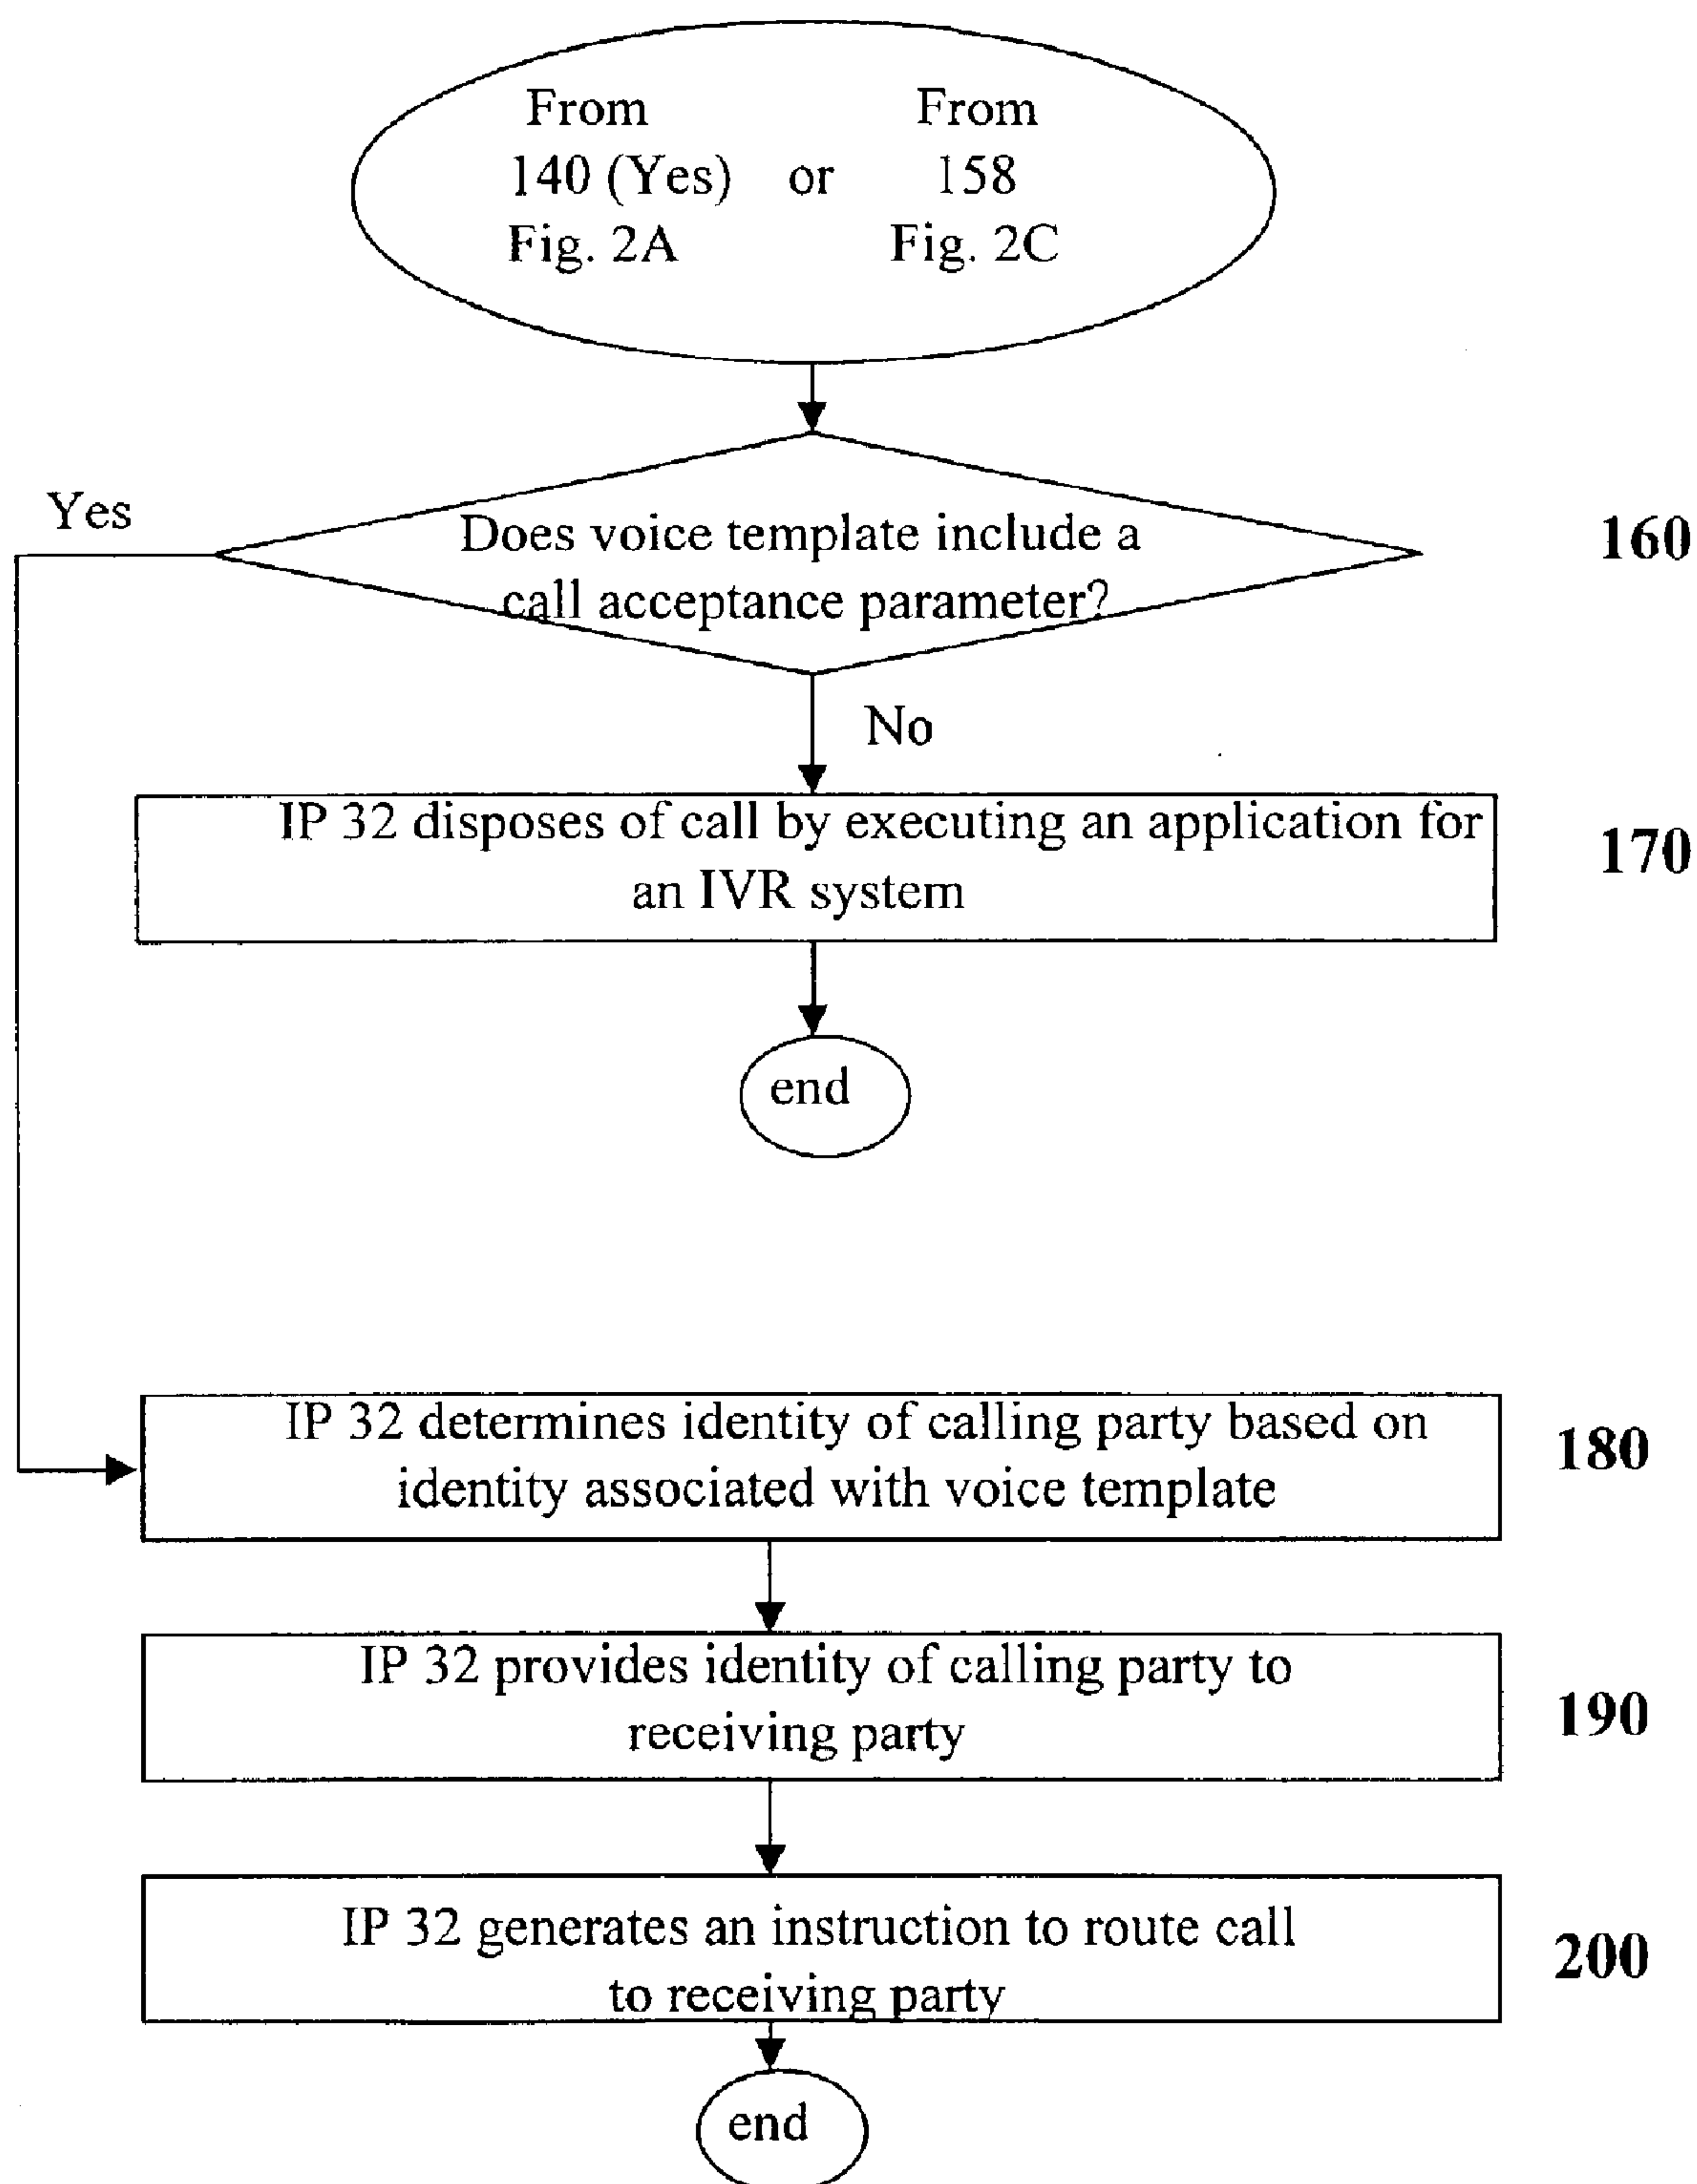 From From
140 (Yes) or 158
Fig. 2A Fig. 2C
Yes
Does voice template include a
call acceptance parameter?
160
No
IP 32 disposes of call by executing an application for
an IVR system
170
end
IP 32 determines identity of calling party based on
identity associated with voice template
180
IP 32 provides identity of calling party to
receiving party
190
IP 32 generates an instruction to route call
to receiving party
200
end